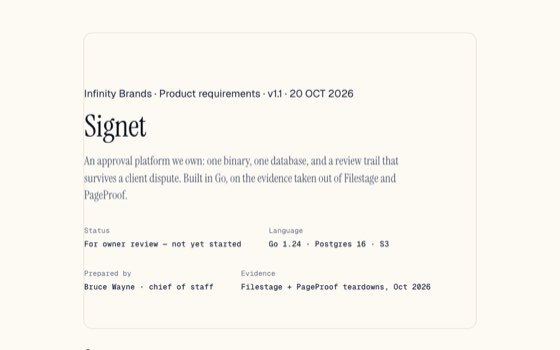 Infinity Brands · Product requirements · v1.1 · 20 OCT 2026
Signet
An approval platform we own: one binary, one database, and a review trail that
survives a client dispute. Built in Go, on the evidence taken out of Filestage and
PageProof.
Status
Language
For owner review — not yet started
Go 1.24 · Postgres 16 · S3
Prepared by
Evidence
Bruce Wayne · chief of staff
Filestage + PageProof teardowns, Oct 2026